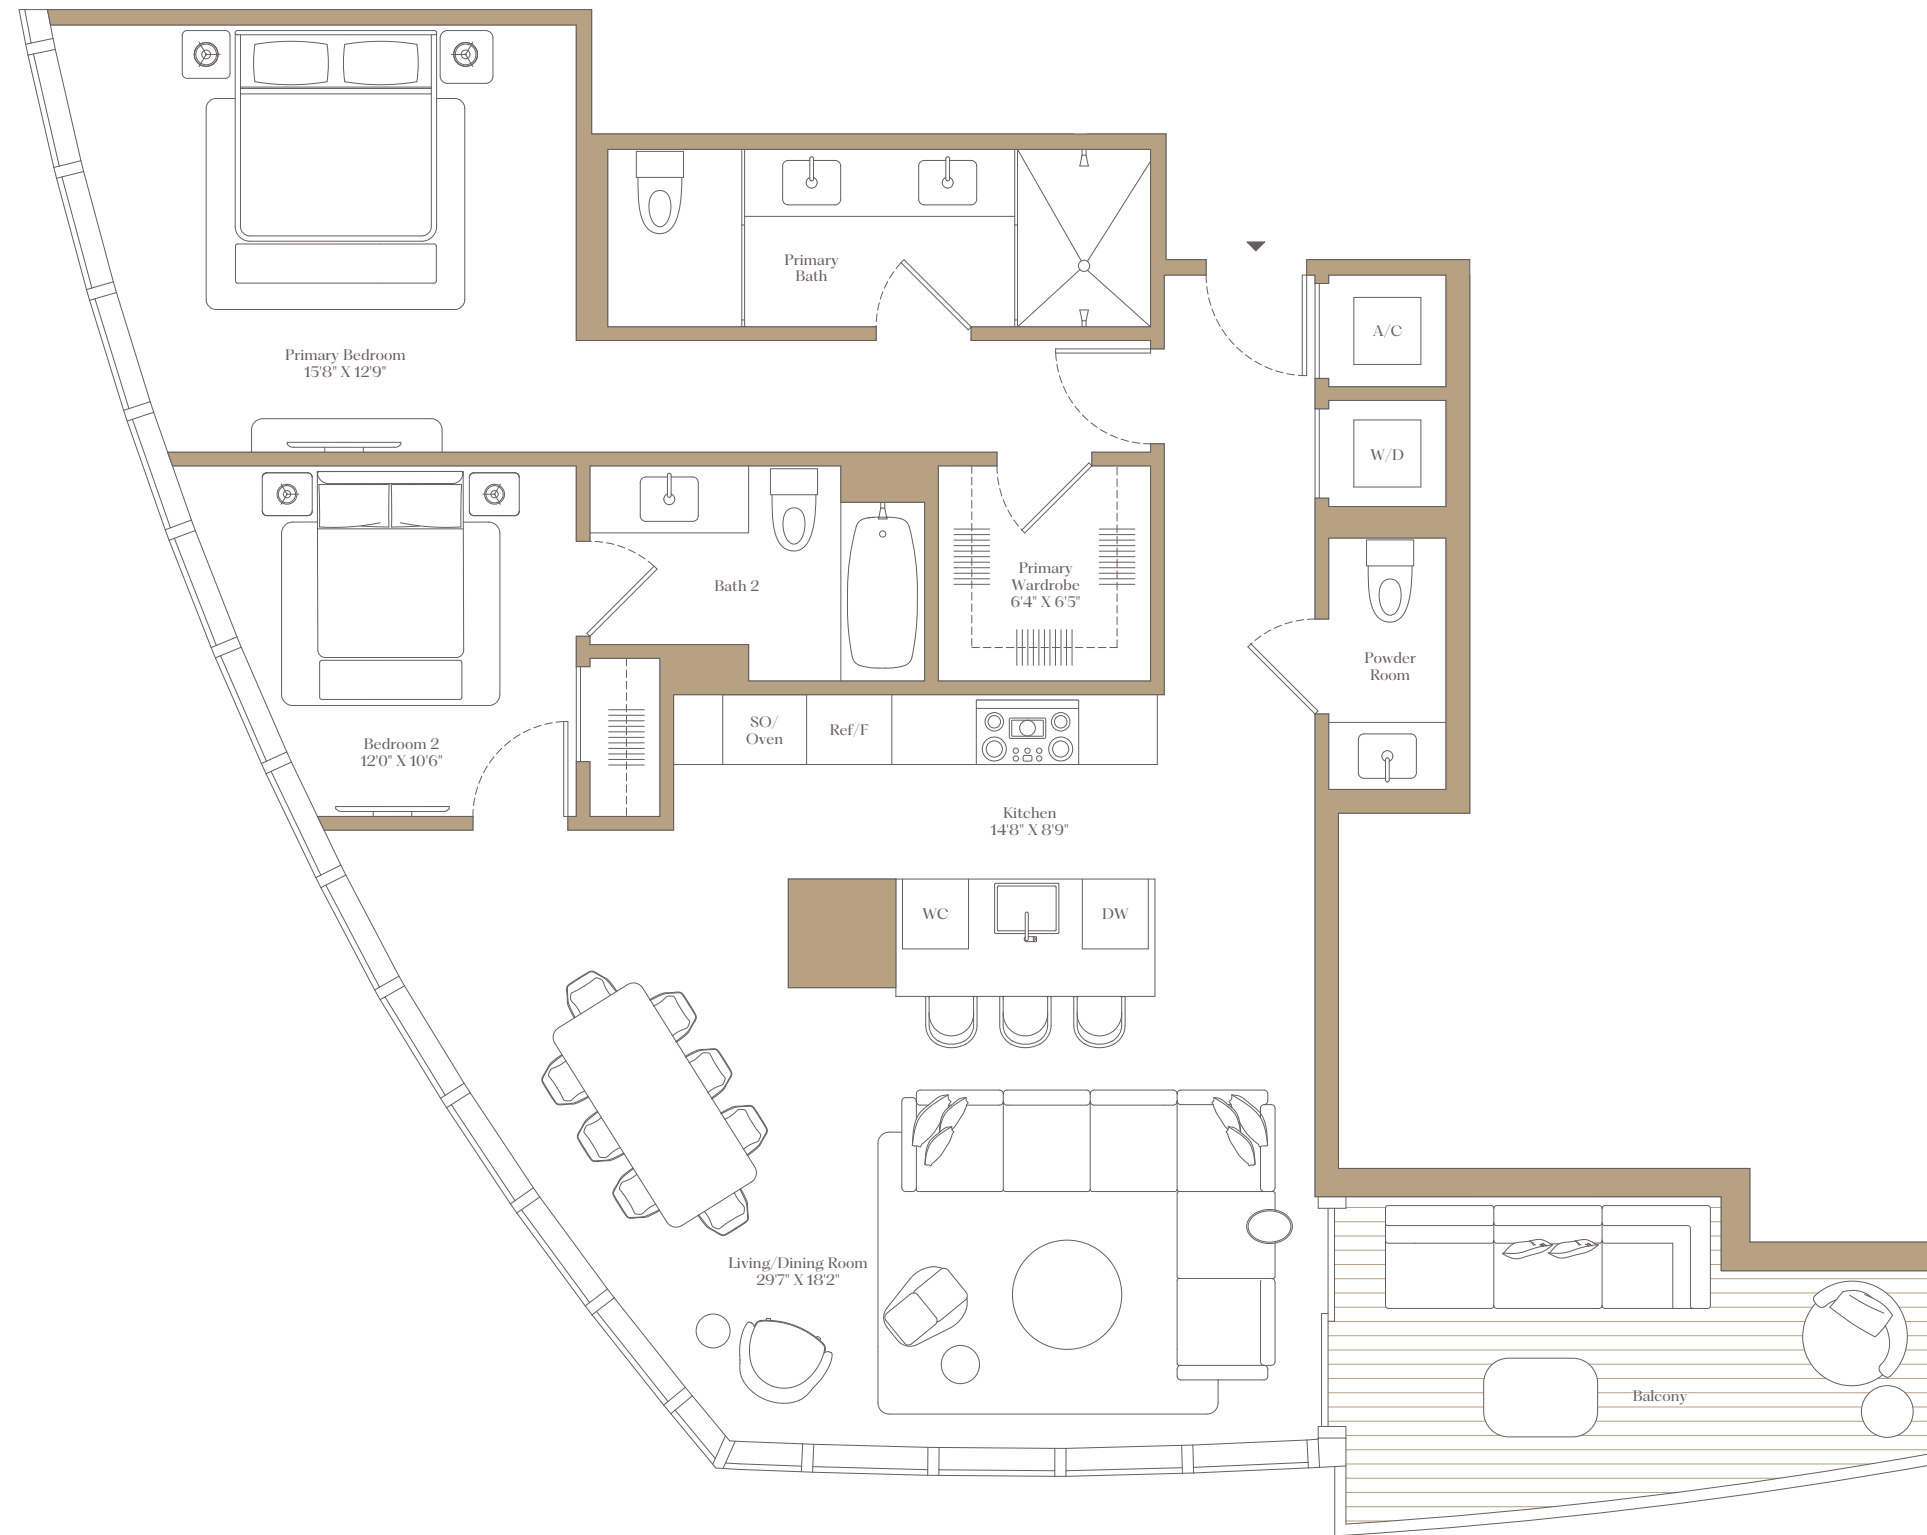 Primary
Bath
A/C
Primary Bedroom
15'8" X 12'9"
W/D
Primary
Wardrobe
6'4" X 6'5"
Bath 2
Powder
Room
SO/
Oven
Ref/F
Bedroom 2
12'0" X 10'6"
Kitchen
14'8" X 8'9"
WC
DW
Living/Dining Room
29'7" X 18'2"
Balcony